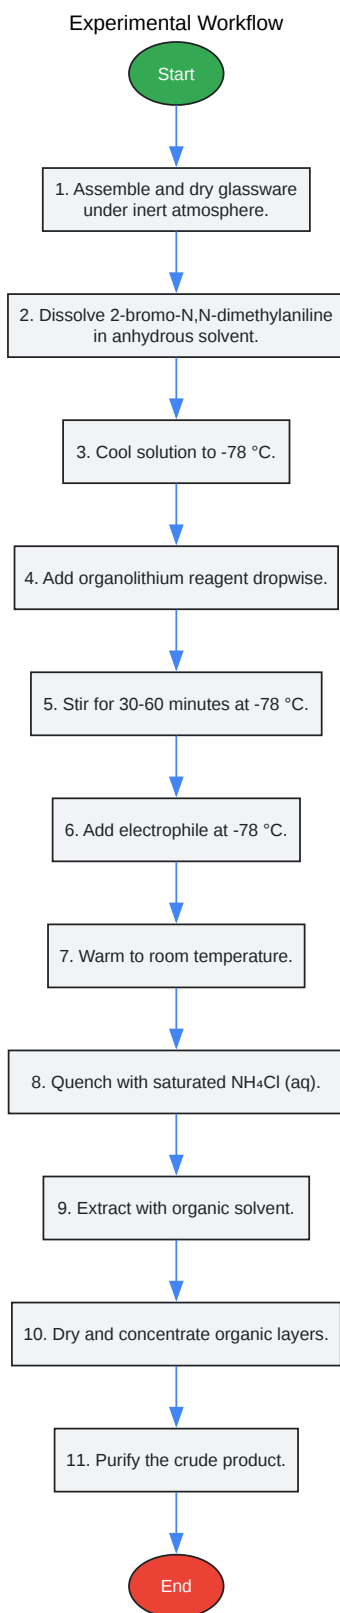 Experimental Workflow
Start
1. Assemble and dry glassware
under inert atmosphere.
2. Dissolve 2-bromo-N,N-dimethylaniline
in anhydrous solvent.
3. Cool solution to -78 °C.
4. Add organolithium reagent dropwise.
5. Stir for 30-60 minutes at -78 °C.
6. Add electrophile at -78 °C.
7. Warm to room temperature.
8. Quench with saturated NH₄Cl (aq).
9. Extract with organic solvent.
10. Dry and concentrate organic layers.
11. Purify the crude product.
End